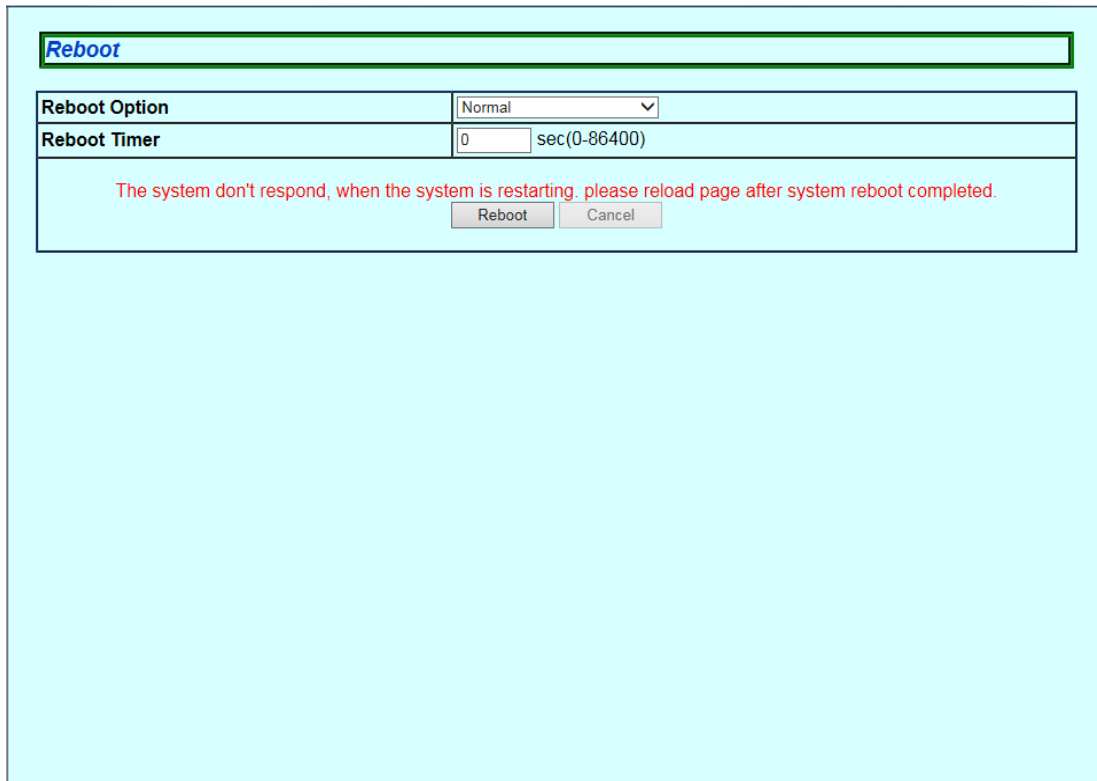 Reboot
Reboot Option Normal
Reboot Timer 0 sec(0-86400)
The system don't respond, when the system is restarting. please reload page after system reboot completed.
Reboot Cancel